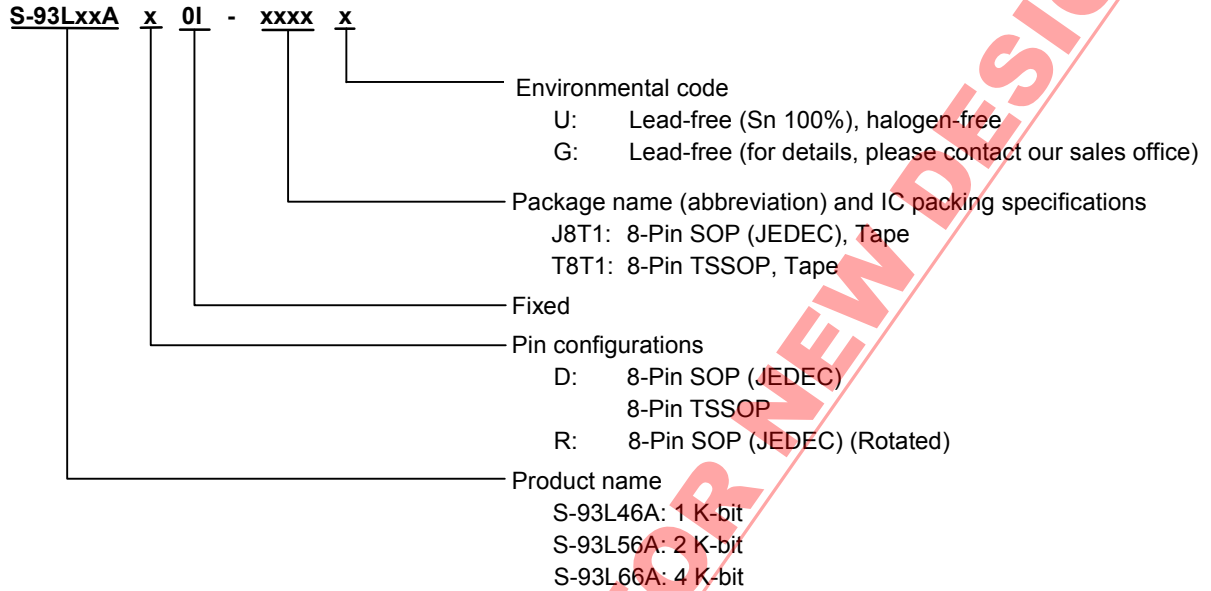 S-93LxxA x 0I - xxxx x
Environmental code
U: Lead-free (Sn 100%), halogen-free
G: Lead-free (for details, please contact our sales office)
Package name (abbreviation) and IC packing specifications
J8T1: 8-Pin SOP (JEDEC), Tape
T8T1: 8-Pin TSSOP, Tape
Fixed
Pin configurations
D: 8-Pin SOP (JEDEC)
8-Pin TSSOP
R: 8-Pin SOP (JEDEC) (Rotated)
Product name
S-93L46A: 1 K-bit
S-93L56A: 2 K-bit
S-93L66A: 4 K-bit
OR NEW DESIG